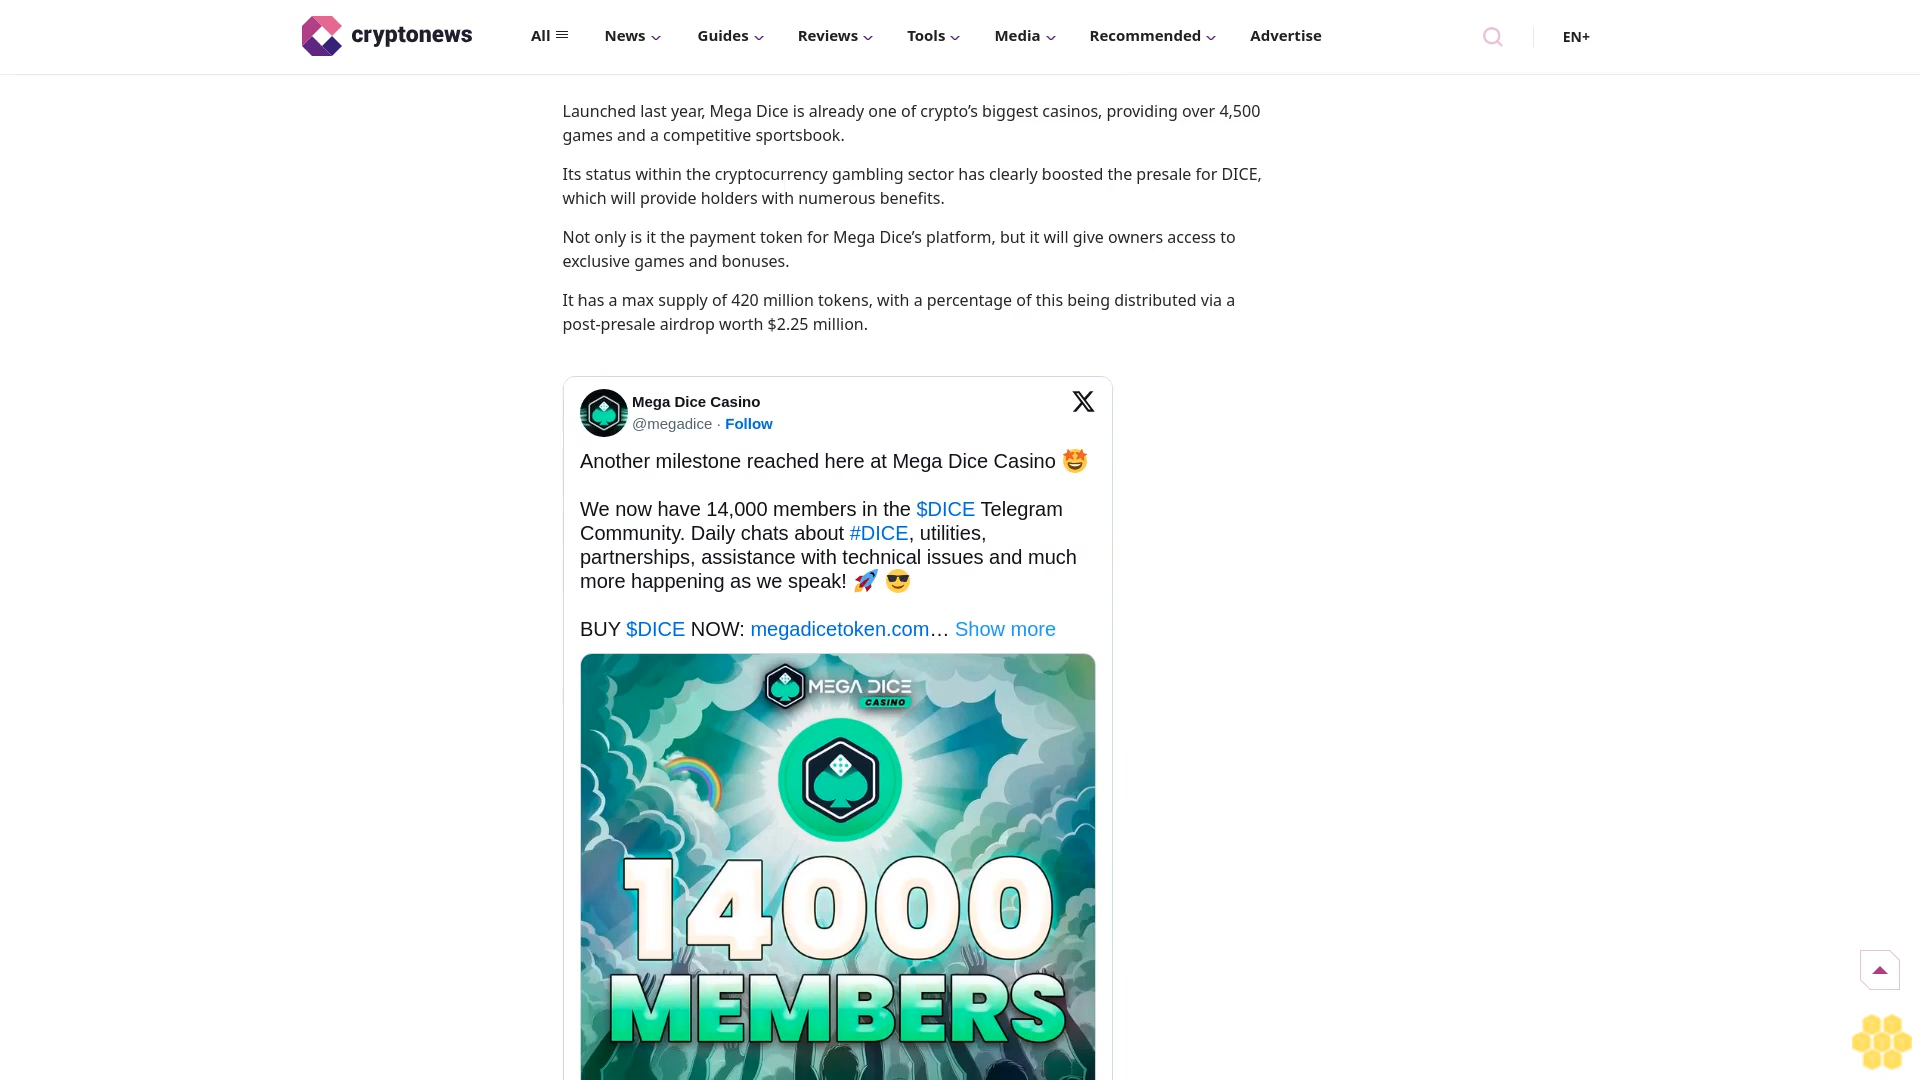 cryptonews
All
News
Guides
Reviews
Tools
Media
Recommended
Advertise
EN+
Launched last year, Mega Dice is already one of crypto’s biggest casinos, providing over 4,500
games and a competitive sportsbook.
Its status within the cryptocurrency gambling sector has clearly boosted the presale for DICE,
which will provide holders with numerous benefits.
Not only is it the payment token for Mega Dice’s platform, but it will give owners access to
exclusive games and bonuses.
It has a max supply of 420 million tokens, with a percentage of this being distributed via a
post-presale airdrop worth $2.25 million.
Mega Dice Casino
@megadice · Follow
Another milestone reached here at Mega Dice Casino 🤩
We now have 14,000 members in the $DICE Telegram
Community. Daily chats about #DICE, utilities,
partnerships, assistance with technical issues and much
more happening as we speak! 🚀 😎
BUY $DICE NOW: megadicetoken.com… Show more
MEGA DICE
CASINO
14000
MEMBERS